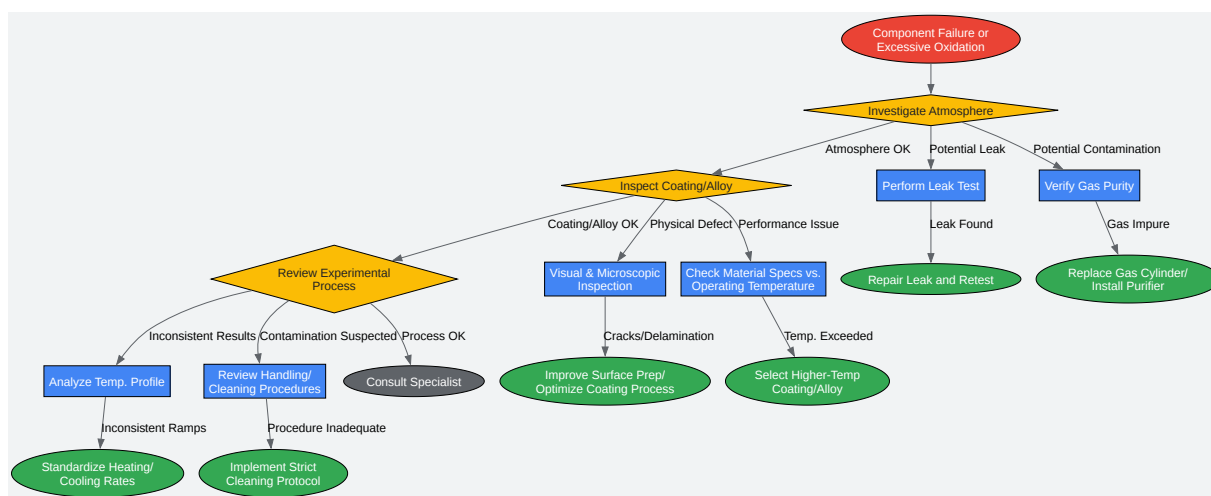 Component Failure or
Excessive Oxidation
Investigate Atmosphere
Atmosphere OK
Potential Leak
Potential Contamination
Inspect Coating/Alloy
Perform Leak Test
Verify Gas Purity
Coating/Alloy OK
Physical Defect
Performance Issue
Leak Found
Gas Impure
Review Experimental
Process
Visual & Microscopic
Inspection
Check Material Specs vs.
Operating Temperature
Repair Leak and Retest
Replace Gas Cylinder/
Install Purifier
Inconsistent Results
Contamination Suspected
Process OK
Cracks/Delamination
Temp. Exceeded
Analyze Temp. Profile
Review Handling/
Cleaning Procedures
Consult Specialist
Improve Surface Prep/
Optimize Coating Process
Select Higher-Temp
Coating/Alloy
Inconsistent Ramps
Procedure Inadequate
Standardize Heating/
Cooling Rates
Implement Strict
Cleaning Protocol